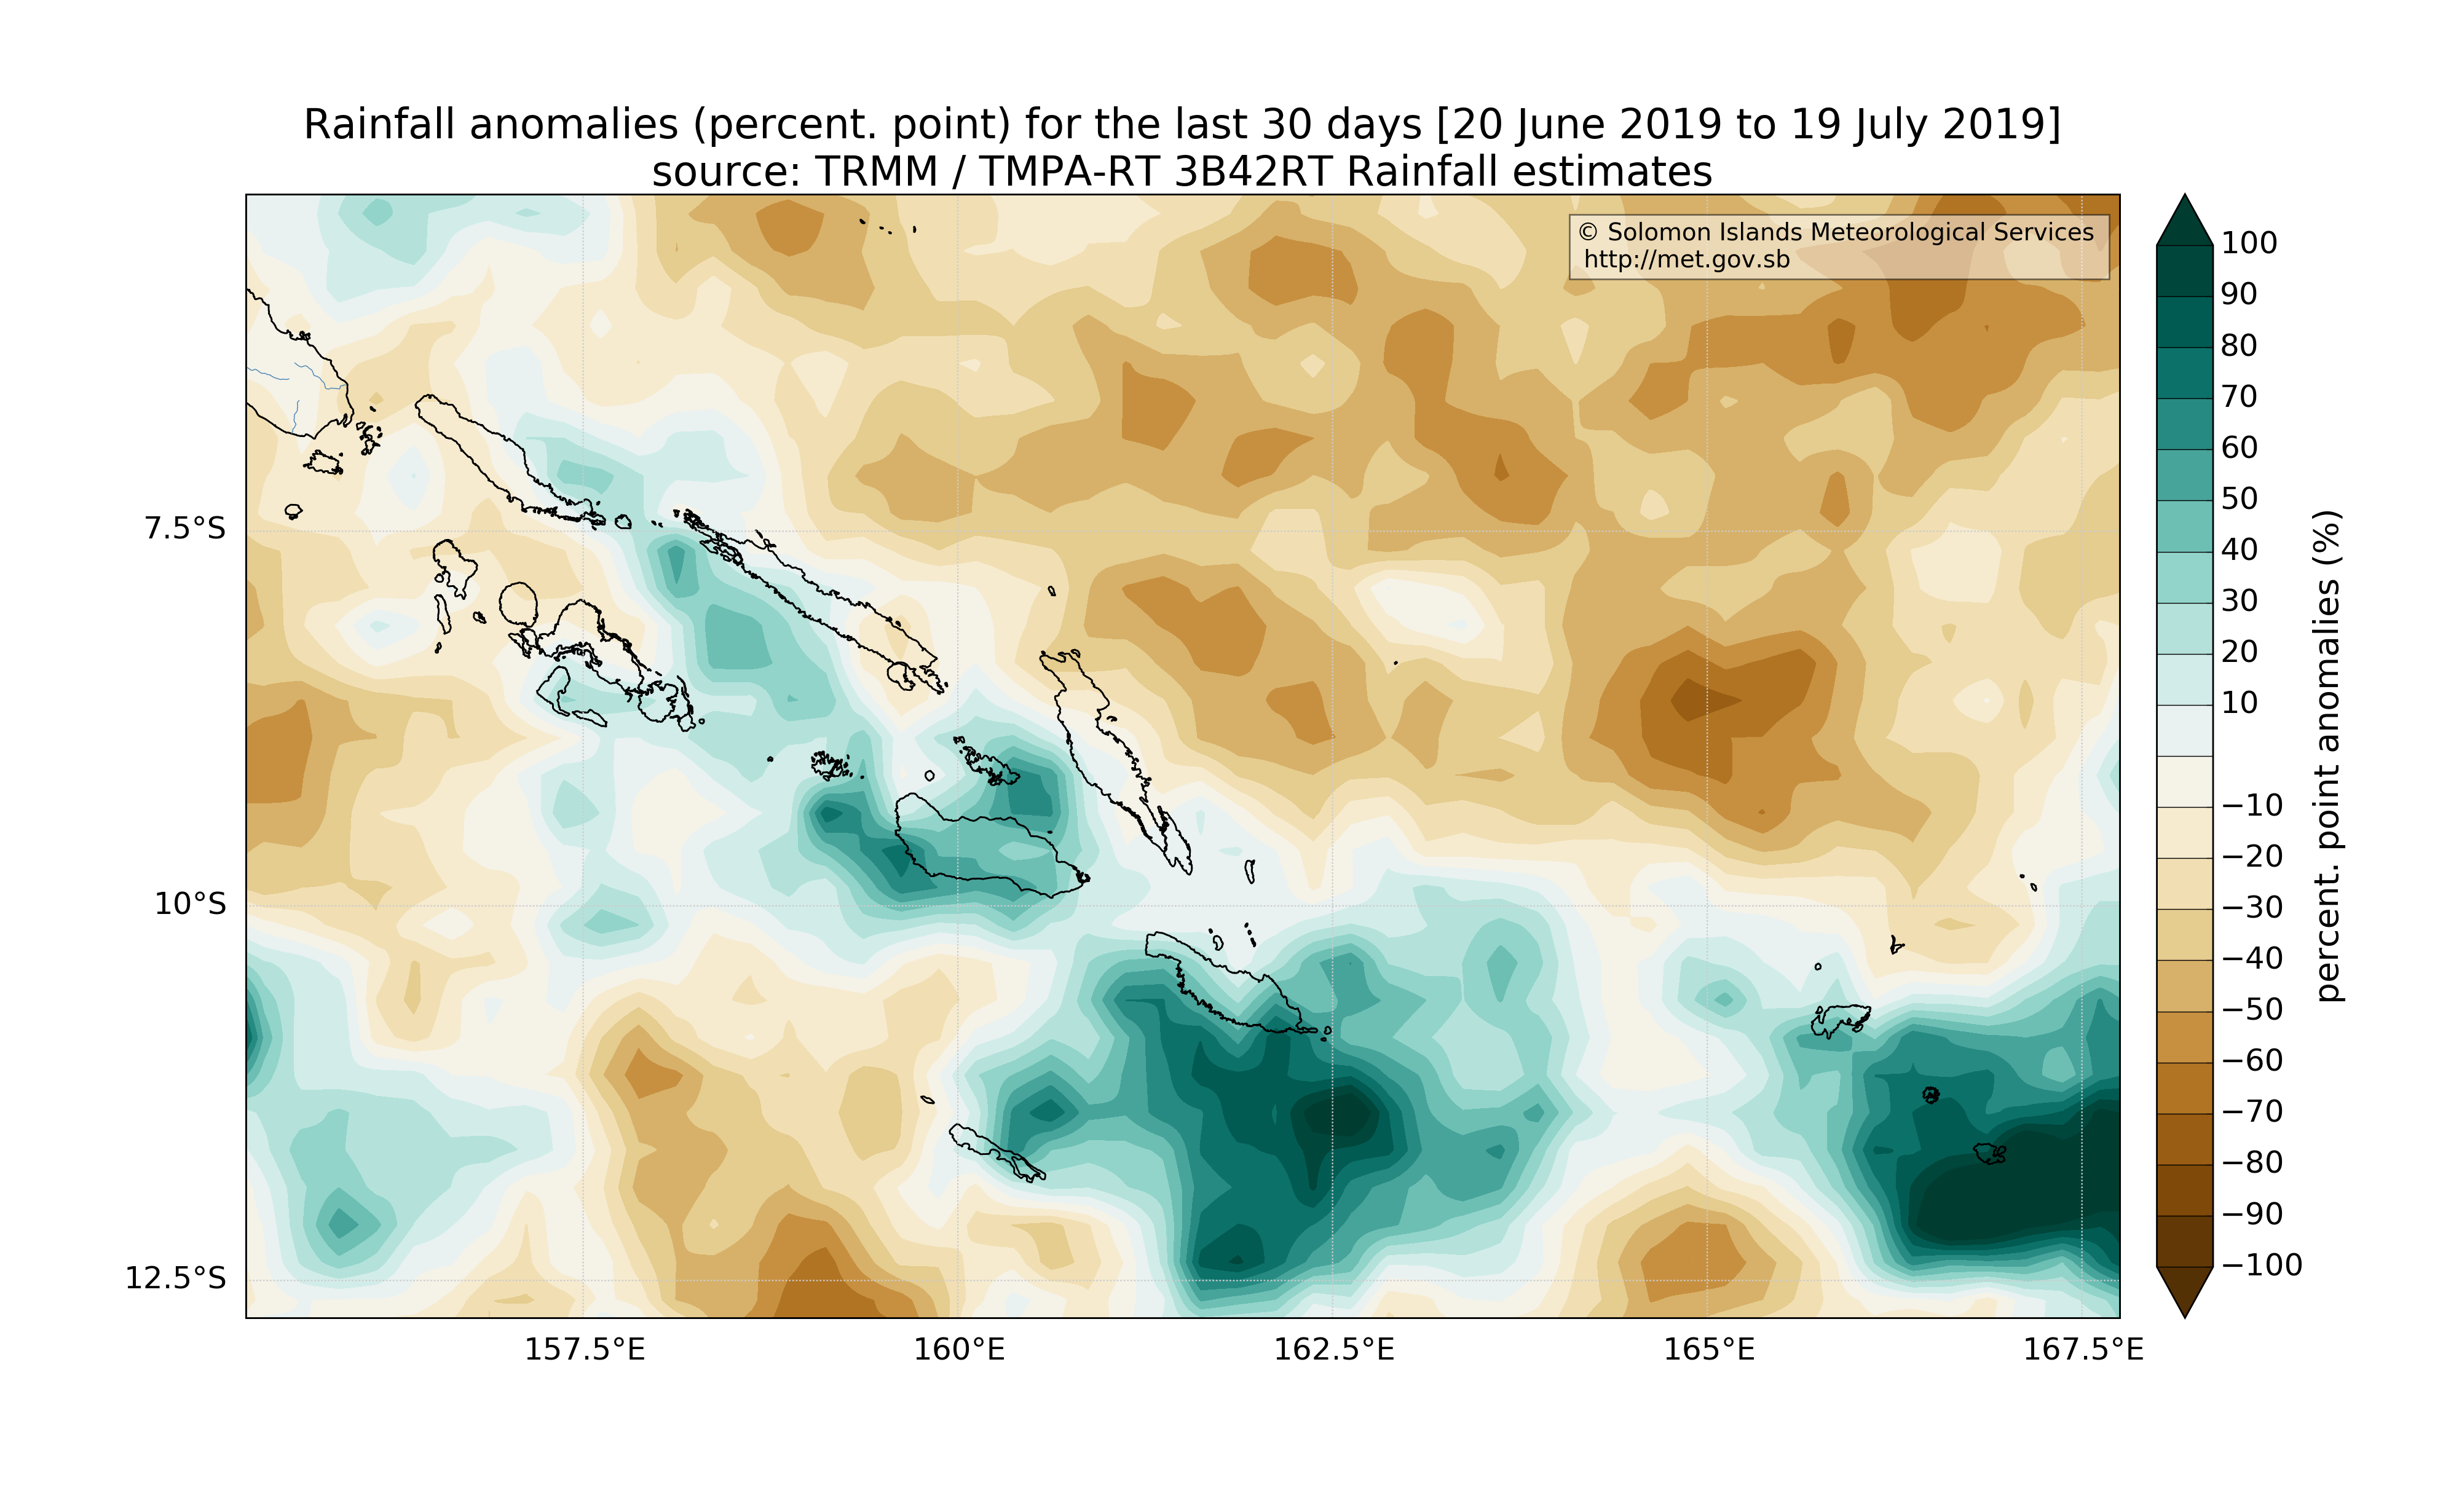 Rainfall anomalies (percent. point) for the last 30 days [20 June 2019 to 19 July 2019]
source: TRMM / TMPA-RT 3B42RT Rainfall estimates
© Solomon Islands Meteorological Services
http://met.gov.sb
7.5°S
10°S
12.5°S
157.5°E
160°E
162.5°E
165°E
167.5°E
100
90
80
70
60
50
40
30
20
10
−10
−20
−30
−40
−50
−60
−70
−80
−90
−100
percent. point anomalies (%)